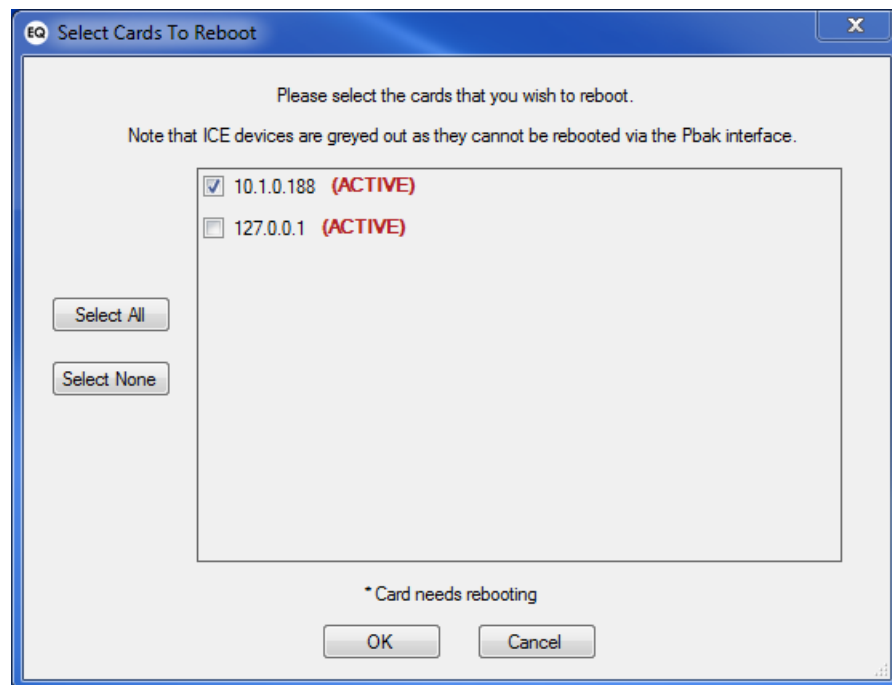 EQ Select Cards To Reboot
X
Please select the cards that you wish to reboot.
Note that ICE devices are greyed out as they cannot be rebooted via the Pbak interface.
10.1.0.188 (ACTIVE)
127.0.0.1 (ACTIVE)
Select All
Select None
* Card needs rebooting
OK Cancel